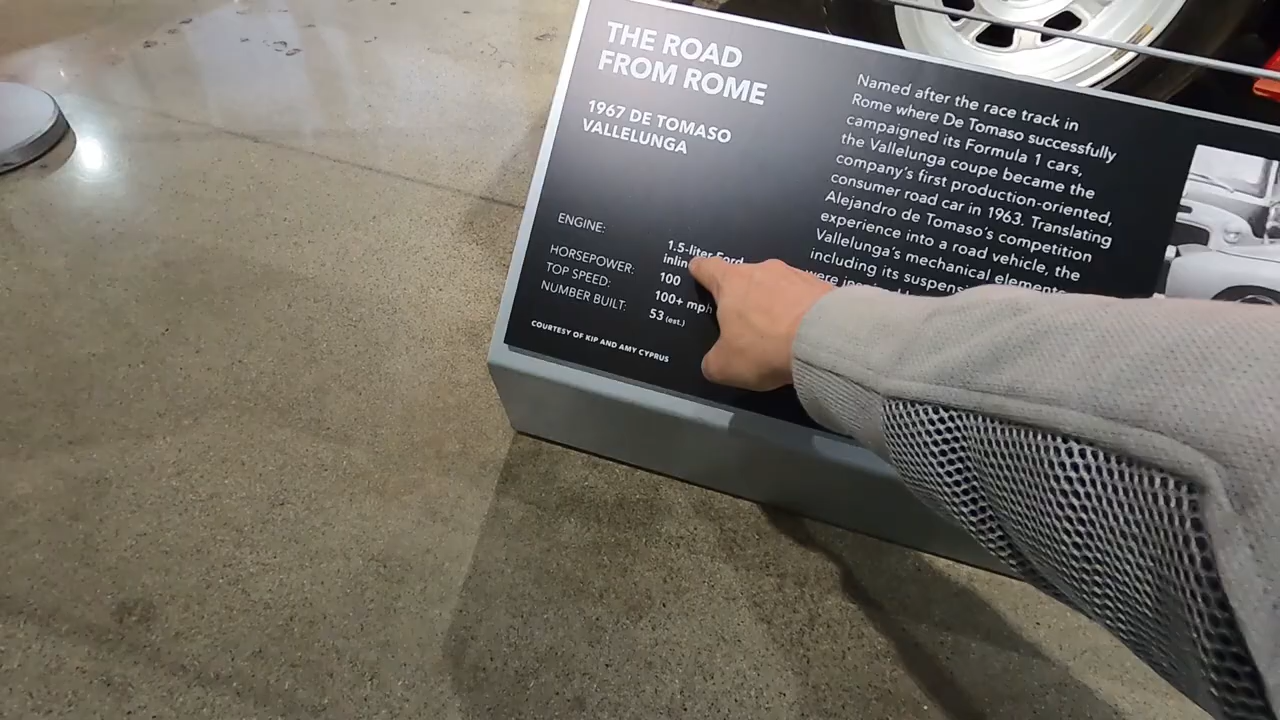 THE ROAD
FROM ROME
1967 DE TOMASO
VALLELUNGA
ENGINE:
1.5-liter Ford
HORSEPOWER:
100
TOP SPEED:
100+ mph
NUMBER BUILT:
53 (est.)
COURTESY OF KIP AND AMY CYPRUS
Named after the race track in
Rome where De Tomaso successfully
campaigned its Formula 1 cars,
the Vallelunga coupe became the
company's first production-oriented,
consumer road car in 1963. Translating
Alejandro de Tomaso's competition
experience into a road vehicle, the
Vallelunga's mechanical elements
including its
were